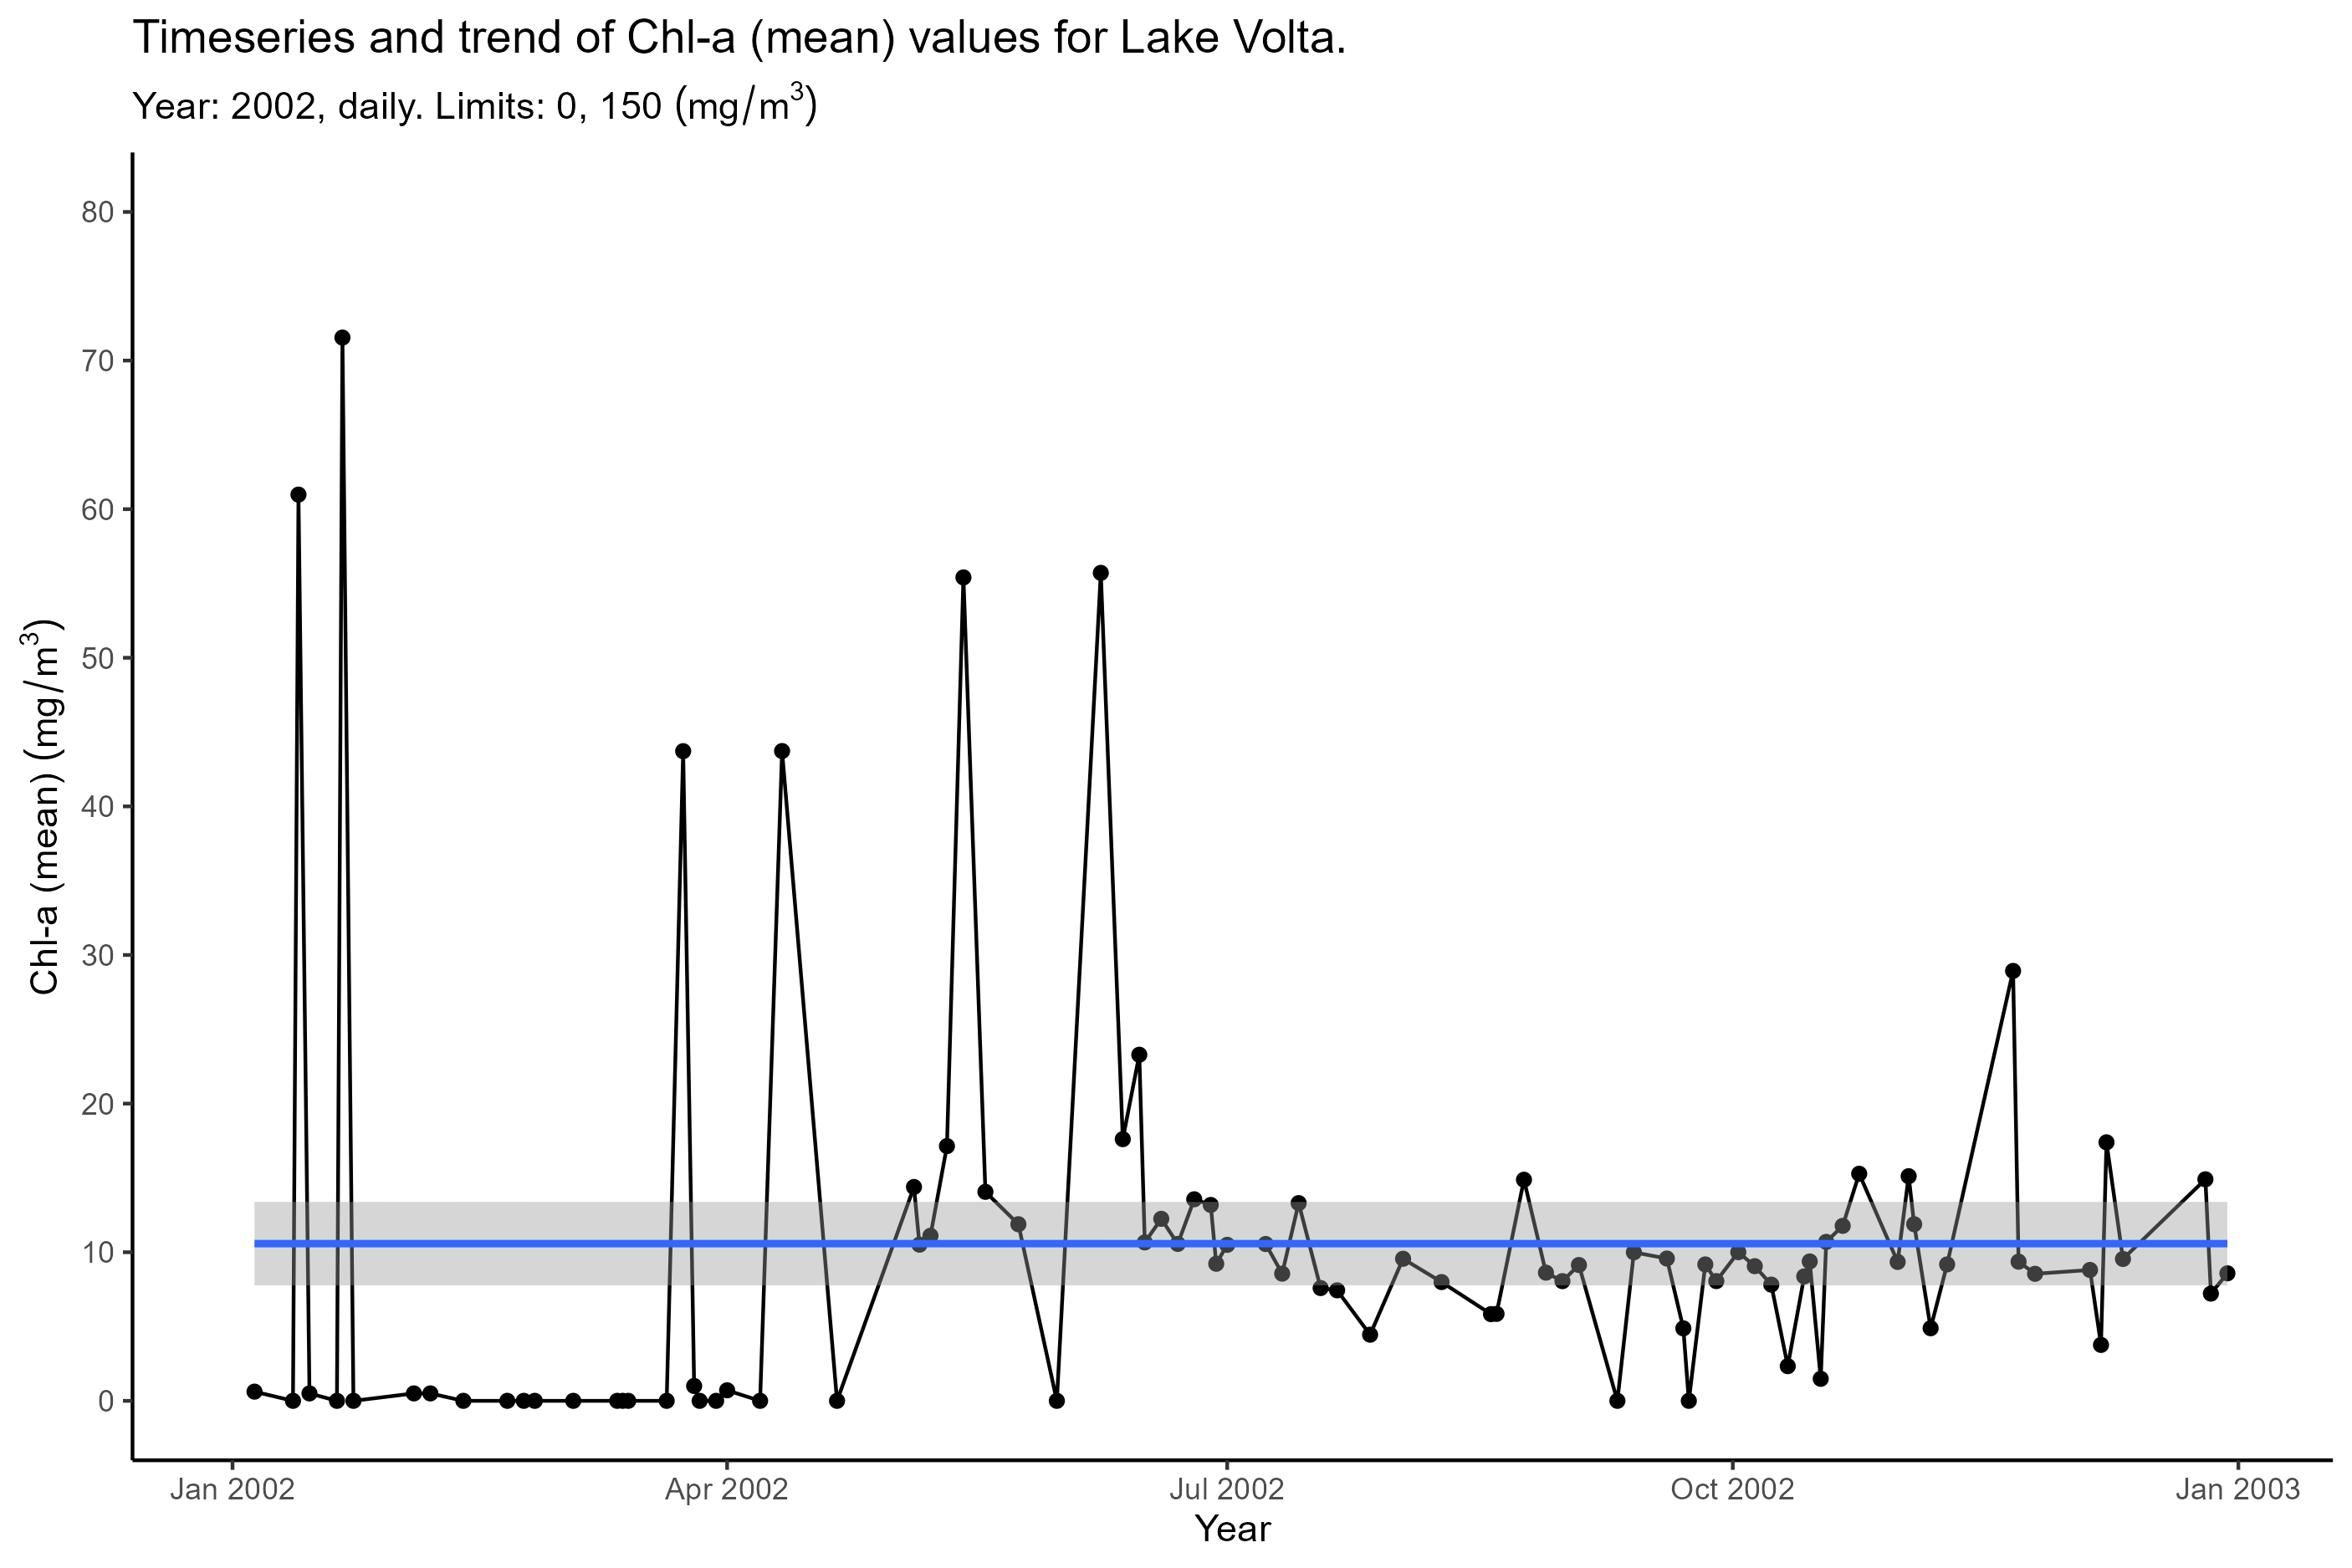 Timeseries and trend of Chl-a (mean) values for Lake Volta.
Year: 2002, daily. Limits: 0, 150 (mg/m³)
Chl-a (mean) (mg/m³)
80
70
60
50
40
30
20
10
0
Jan 2002
Apr 2002
Jul 2002
Oct 2002
Jan 2003
Year